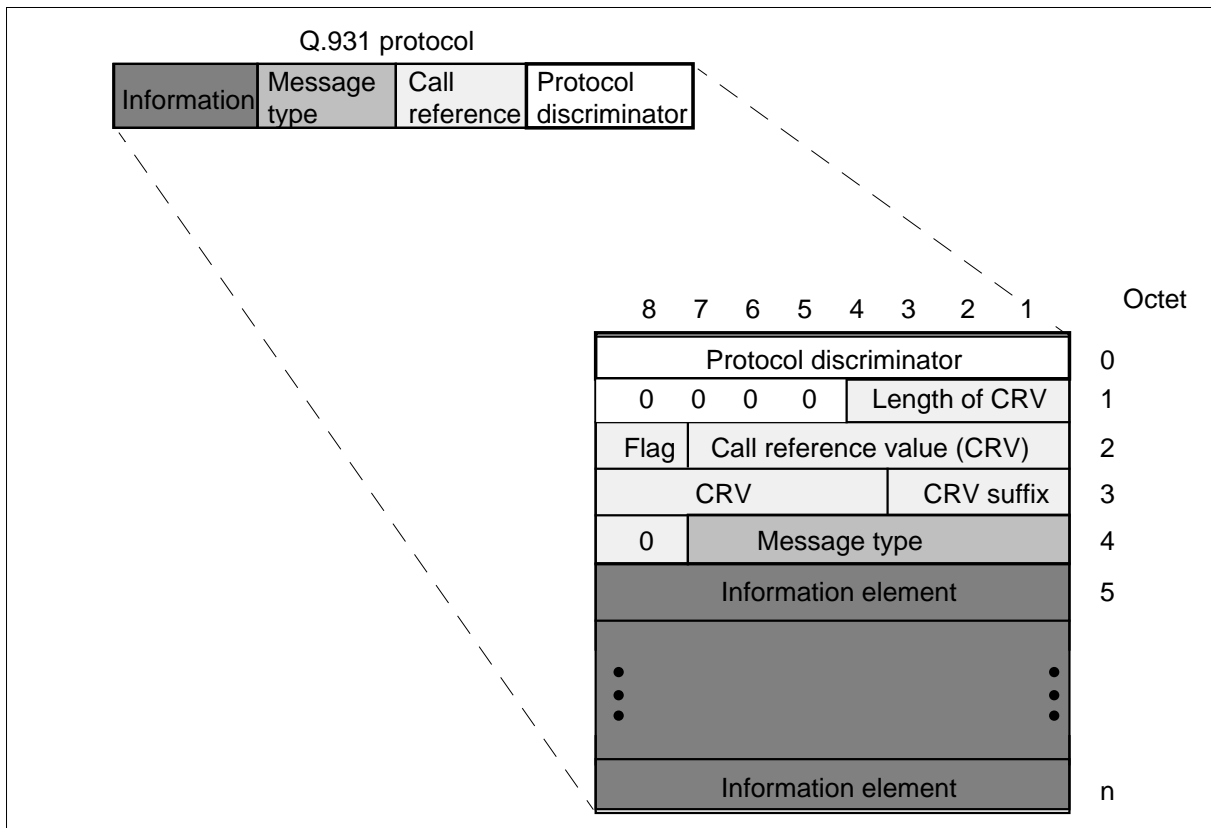 Q.931 protocol
Information Message type Call reference Protocol discriminator
8 7 6 5 4 3 2 1 Octet
Protocol discriminator 0
0 0 0 0 Length of CRV 1
Flag Call reference value (CRV) 2
CRV CRV suffix 3
0 Message type 4
Information element 5
Information element n